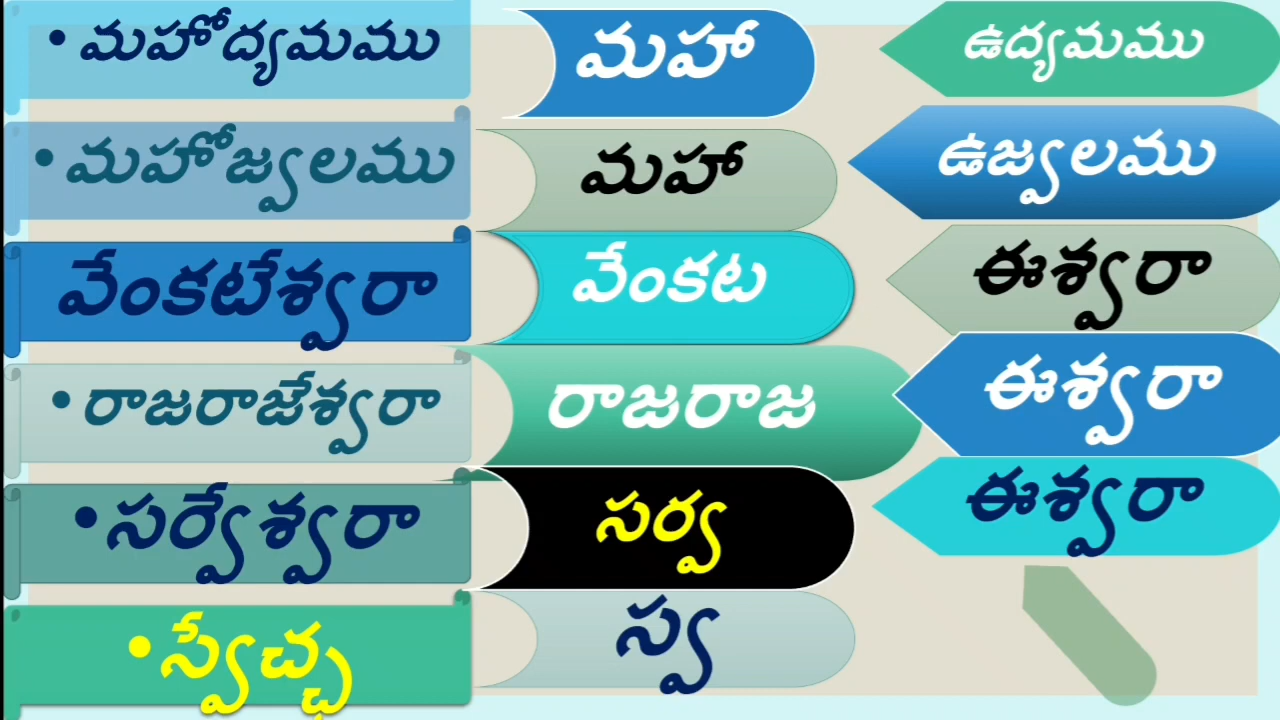 • మహోద్యమము మహా ఉద్యమము
• మహోజ్వలము మహా ఉజ్వలము
వేంకటేశ్వరా వేంకట ఈశ్వరా
• రాజరాజేశ్వరా రాజరాజ ఈశ్వరా
• సర్వేశ్వరా సర్వ ఈశ్వరా
• స్వేచ్ఛ స్వ